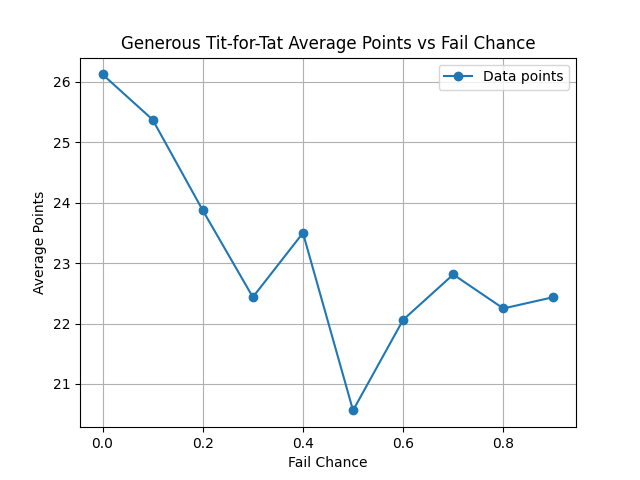 Generous Tit-for-Tat Average Points vs Fail Chance
Data points
26
25
24
23
22
21
Average Points
0.0 0.2 0.4 0.6 0.8
Fail Chance